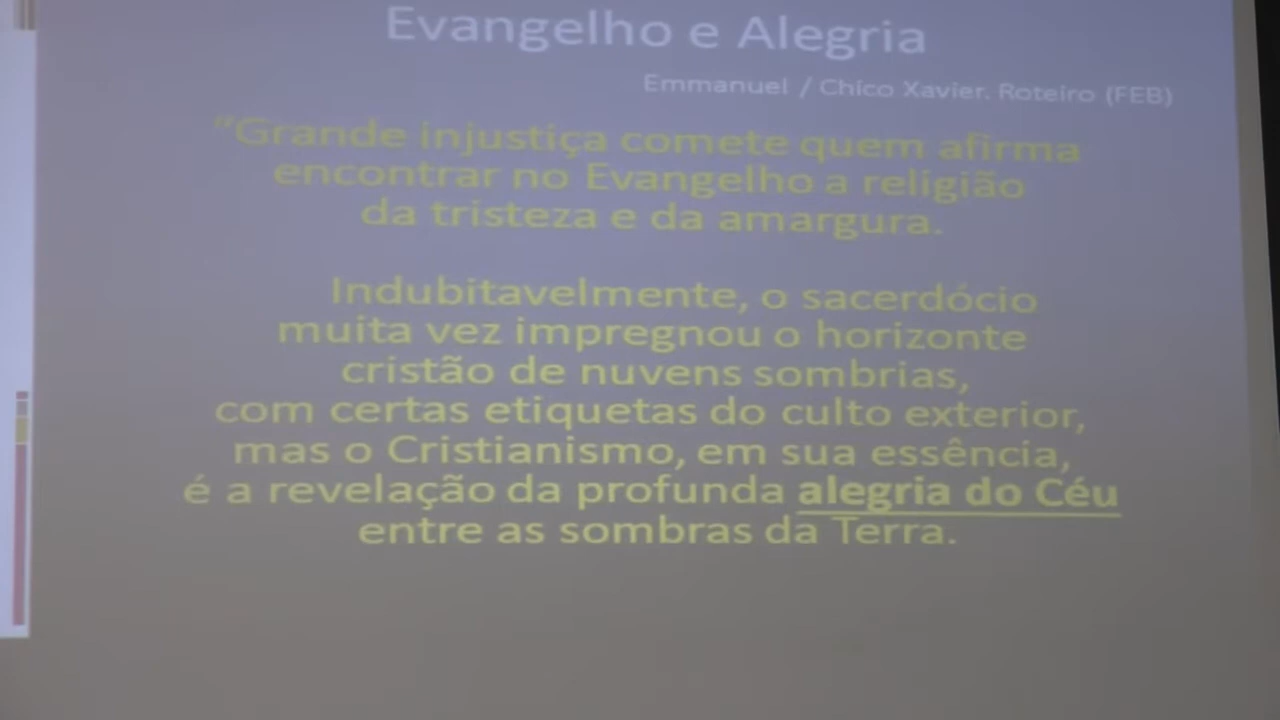 Evangelho e Alegria
Emmanuel / Chico Xavier. Roteiro (FEB)
"Grande injustiça comete quem afirma
encontrar no Evangelho a religião
da tristeza e da amargura.
Indubitavelmente, o sacerdócio
muita vez impregnou o horizonte
cristão de nuvens sombrias,
com certas etiquetas do culto exterior,
mas o Cristianismo, em sua essência,
é a revelação da profunda alegria do Céu
entre as sombras da Terra.